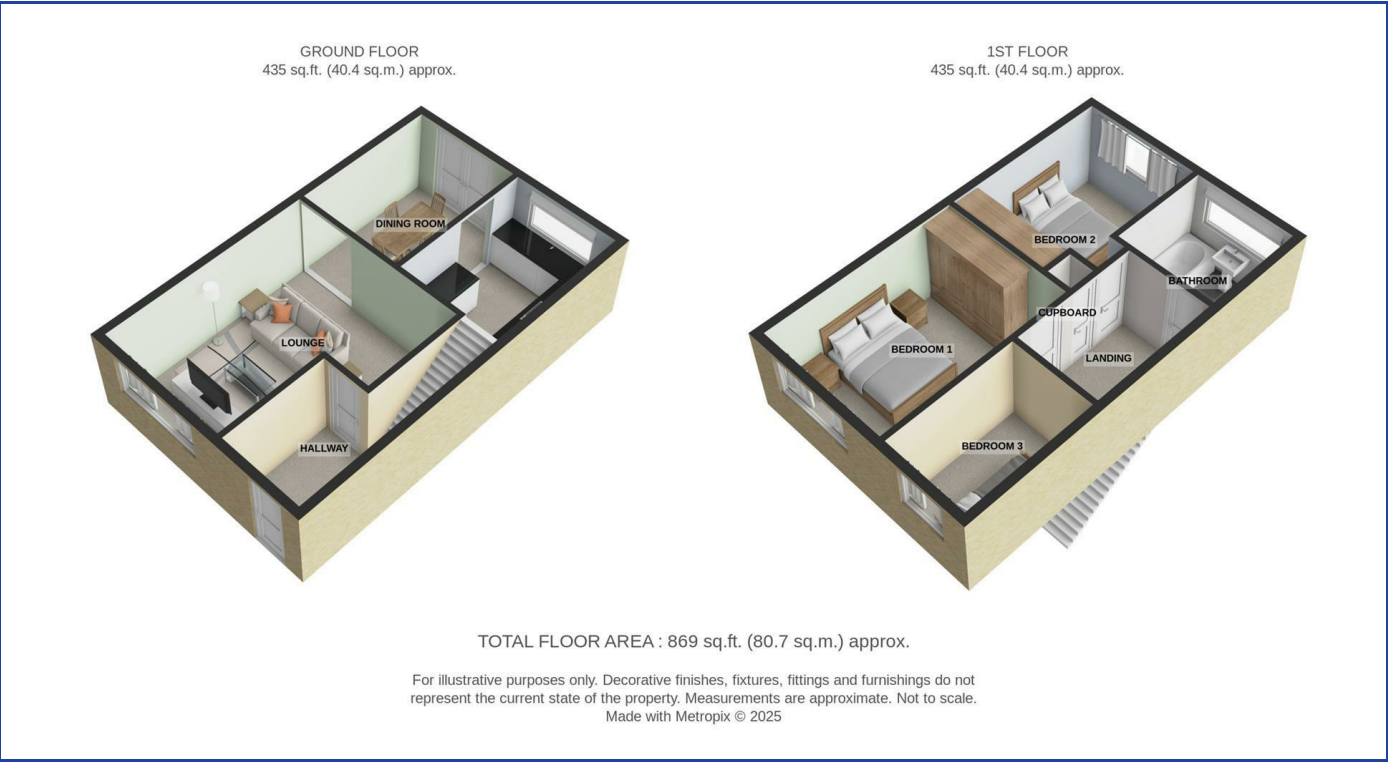 GROUND FLOOR
435 sq.ft. (40.4 sq.m.) approx.
DINING ROOM
LOUNGE
HALLWAY
1ST FLOOR
435 sq.ft. (40.4 sq.m.) approx.
BEDROOM 2
BATHROOM
CUPBOARD
BEDROOM 1
LANDING
BEDROOM 3
TOTAL FLOOR AREA : 869 sq.ft. (80.7 sq.m.) approx.
For illustrative purposes only. Decorative finishes, fixtures, fittings and furnishings do not
represent the current state of the property. Measurements are approximate. Not to scale.
Made with Metropix © 2025